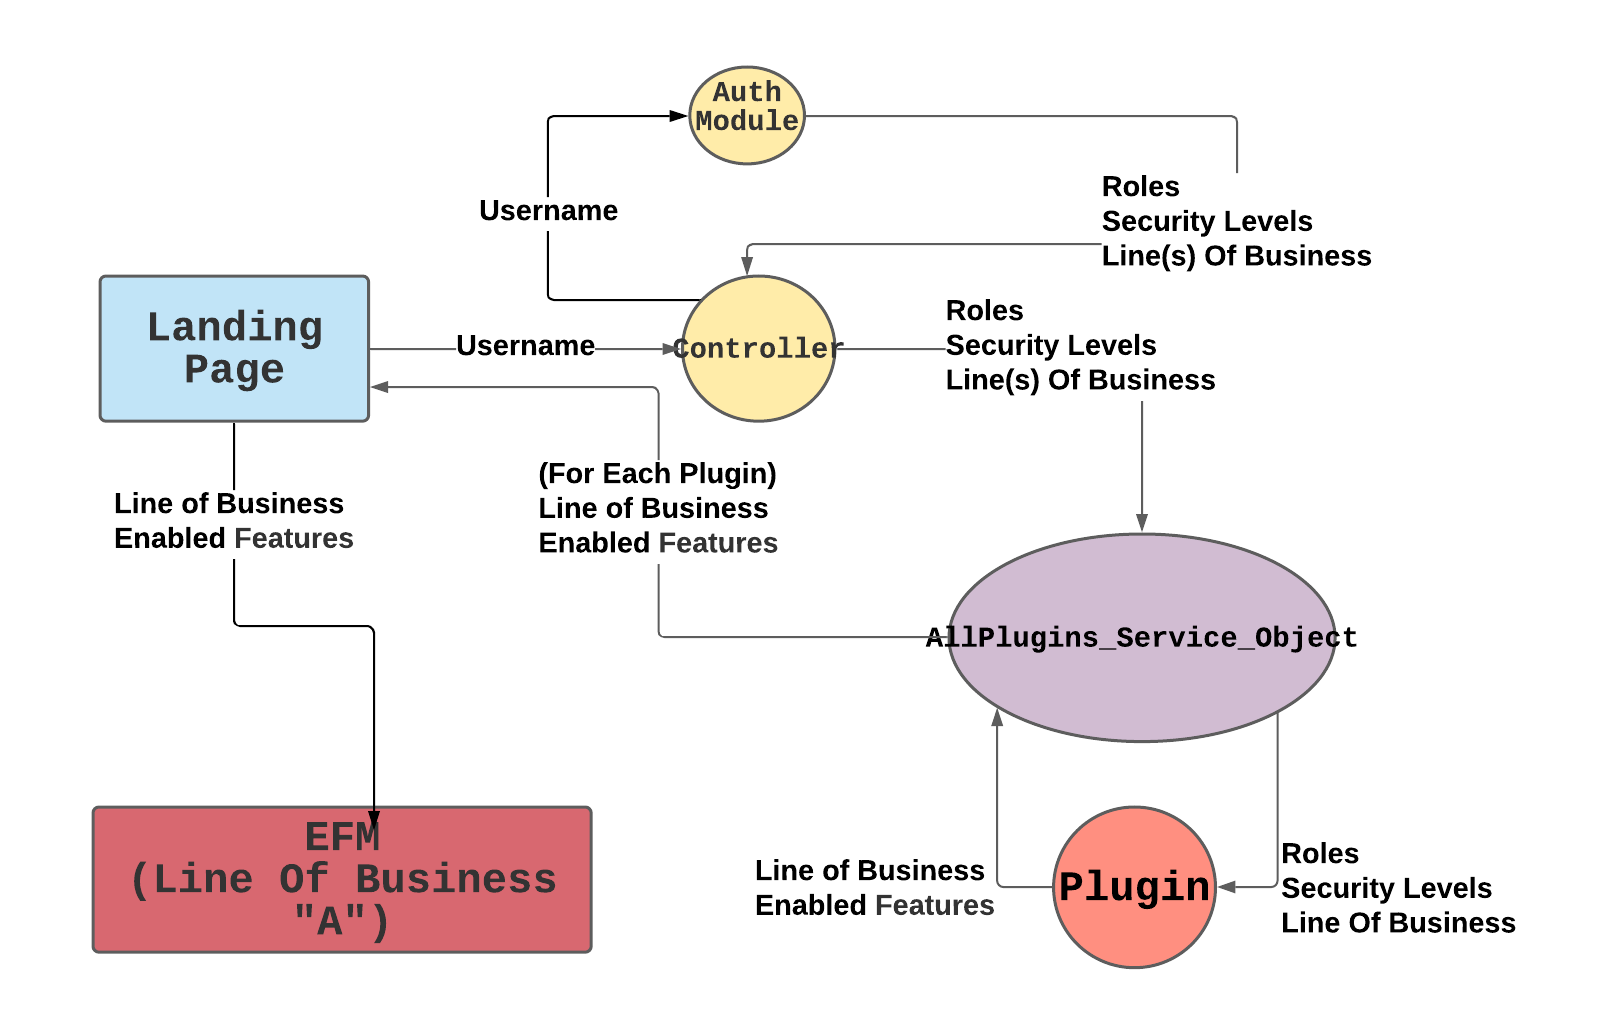 Auth
Module
Username
Roles
Security Levels
Line(s) Of Business
Landing
Page
Username
Controller
Roles
Security Levels
Line(s) Of Business
Line of Business
Enabled Features
(For Each Plugin)
Line of Business
Enabled Features
AllPlugins_Service_Object
EFM
(Line Of Business
"A")
Line of Business
Enabled Features
Plugin
Roles
Security Levels
Line Of Business